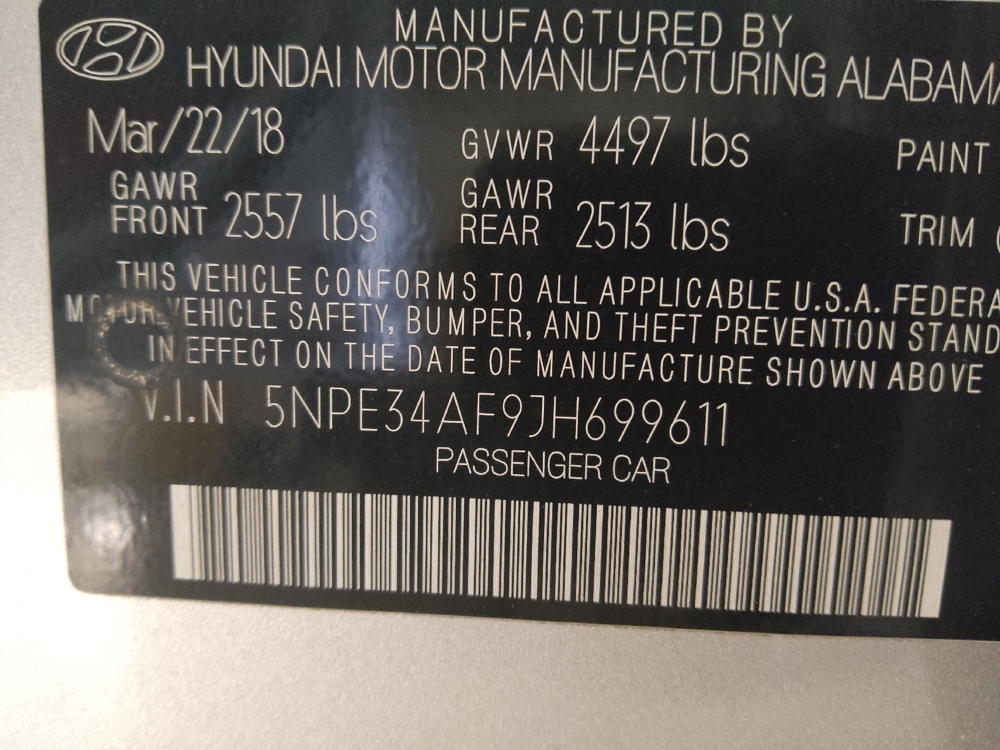 MANUFACTURED BY
HYUNDAI MOTOR MANUFACTURING ALABAMA
Mar/22/18 GVWR 4497 lbs PAINT
GAWR FRONT 2557 lbs GAWR REAR 2513 lbs TRIM
THIS VEHICLE CONFORMS TO ALL APPLICABLE U.S.A. FEDERA
MOTOR VEHICLE SAFETY, BUMPER, AND THEFT PREVENTION STAND
IN EFFECT ON THE DATE OF MANUFACTURE SHOWN ABOVE
V.I.N 5NPE34AF9JH699611
PASSENGER CAR